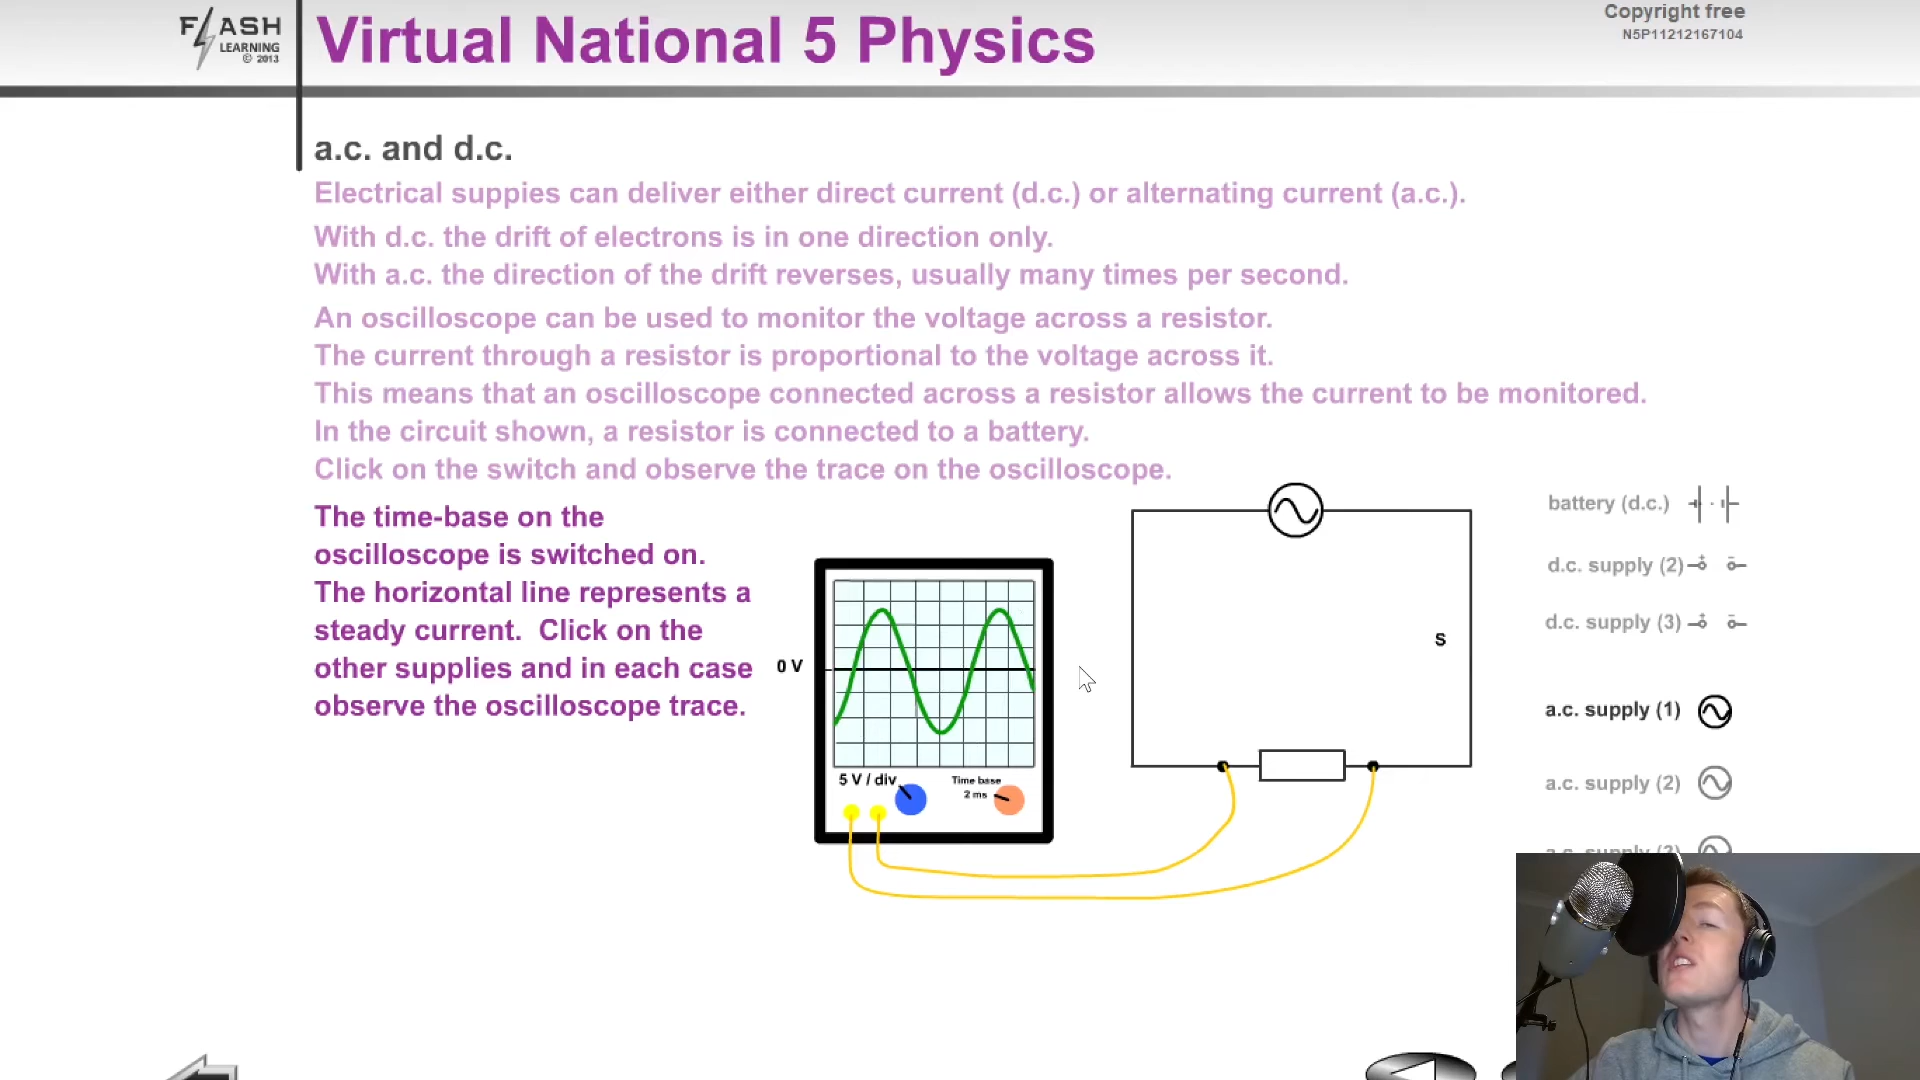 FLASH
LEARNING
© 2013
Virtual National 5 Physics
Copyright free
N5P11212167104
a.c. and d.c.
Electrical suppies can deliver either direct current (d.c.) or alternating current (a.c.).
With d.c. the drift of electrons is in one direction only.
With a.c. the direction of the drift reverses, usually many times per second.
An oscilloscope can be used to monitor the voltage across a resistor.
The current through a resistor is proportional to the voltage across it.
This means that an oscilloscope connected across a resistor allows the current to be monitored.
In the circuit shown, a resistor is connected to a battery.
Click on the switch and observe the trace on the oscilloscope.
The time-base on the
oscilloscope is switched on.
The horizontal line represents a
steady current. Click on the
other supplies and in each case
observe the oscilloscope trace.
0 V
5 V / div
Time base
2 ms
S
battery (d.c.)
d.c. supply (2)
d.c. supply (3)
a.c. supply (1)
a.c. supply (2)
a.c. supply (3)